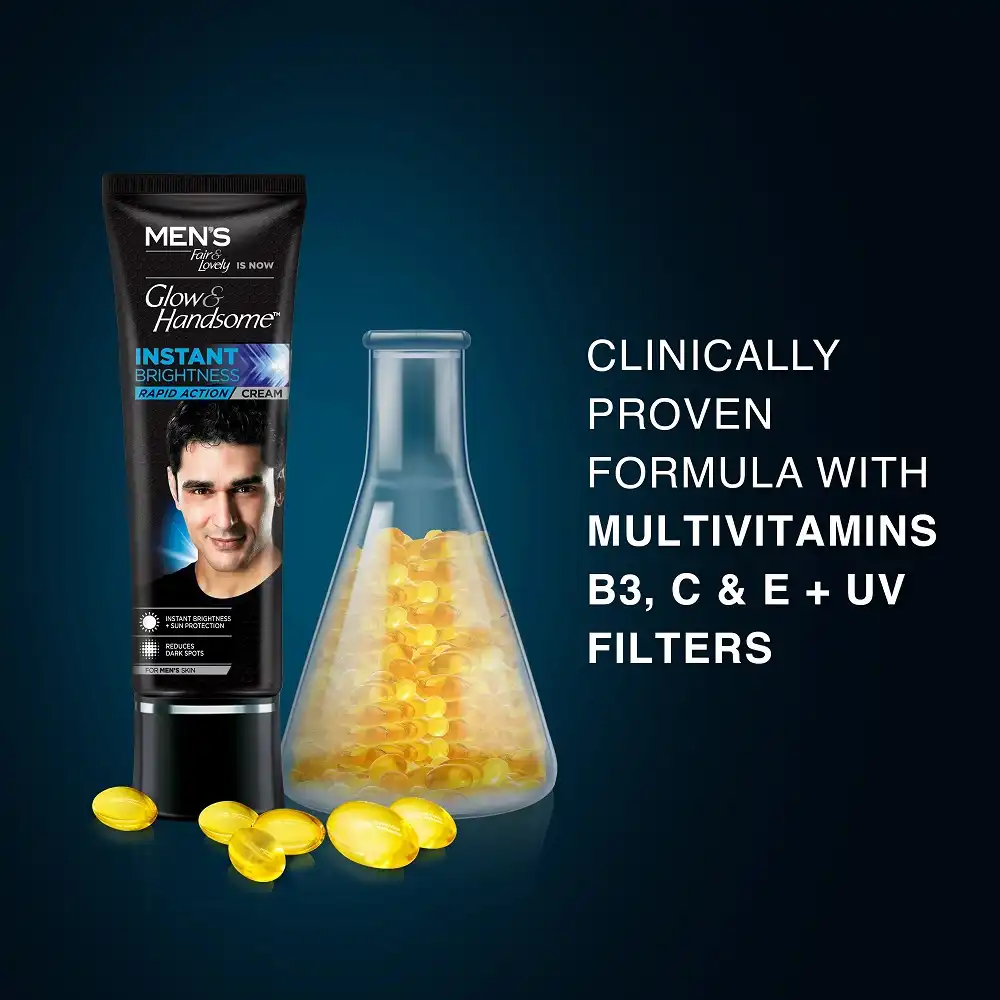 MEN'S
Fair &
Lovely IS NOW
Glow &
Handsome™
INSTANT
BRIGHTNESS
RAPID ACTION / CREAM
INSTANT BRIGHTNESS
+ SUN PROTECTION
REDUCES
DARK SPOTS
FOR MEN'S SKIN
CLINICALLY
PROVEN
FORMULA WITH
MULTIVITAMINS
B3, C & E + UV
FILTERS